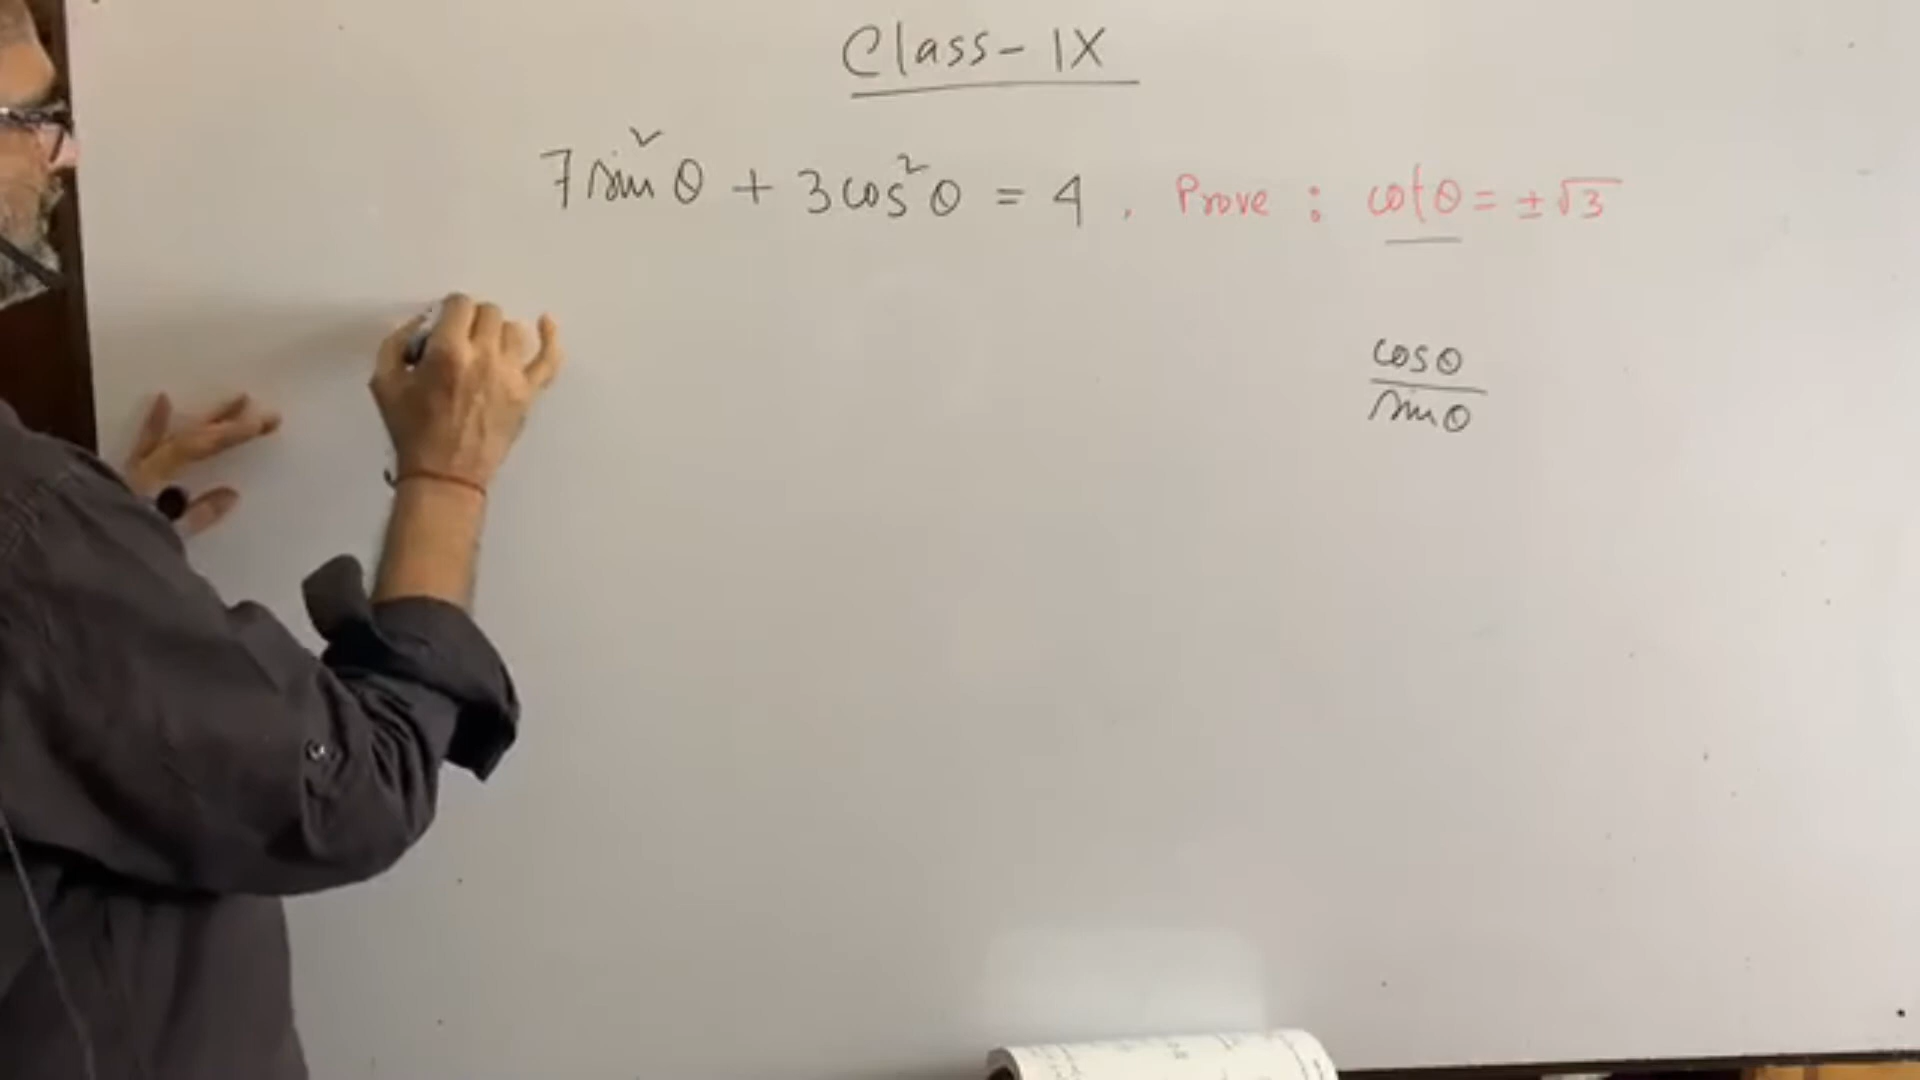 Class-IX
7 sin²θ + 3 cos²θ = 4 . Prove : cotθ = ±√3
cosθ
sinθ